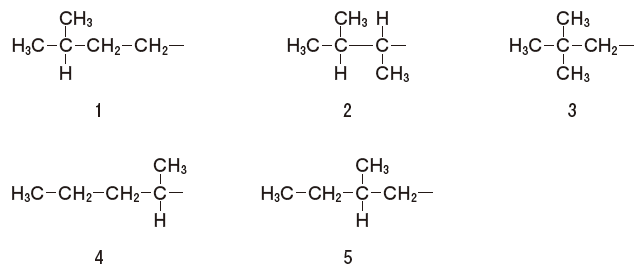 CH₃
H₃C-C-CH₂-CH₂-
H
1
CH₃ H
H₃C-C-C-
H CH₃
2
CH₃
H₃C-C-CH₂-
CH₃
3
CH₃
H₃C-CH₂-CH₂-C-
H
4
CH₃
H₃C-CH₂-C-CH₂-
H
5